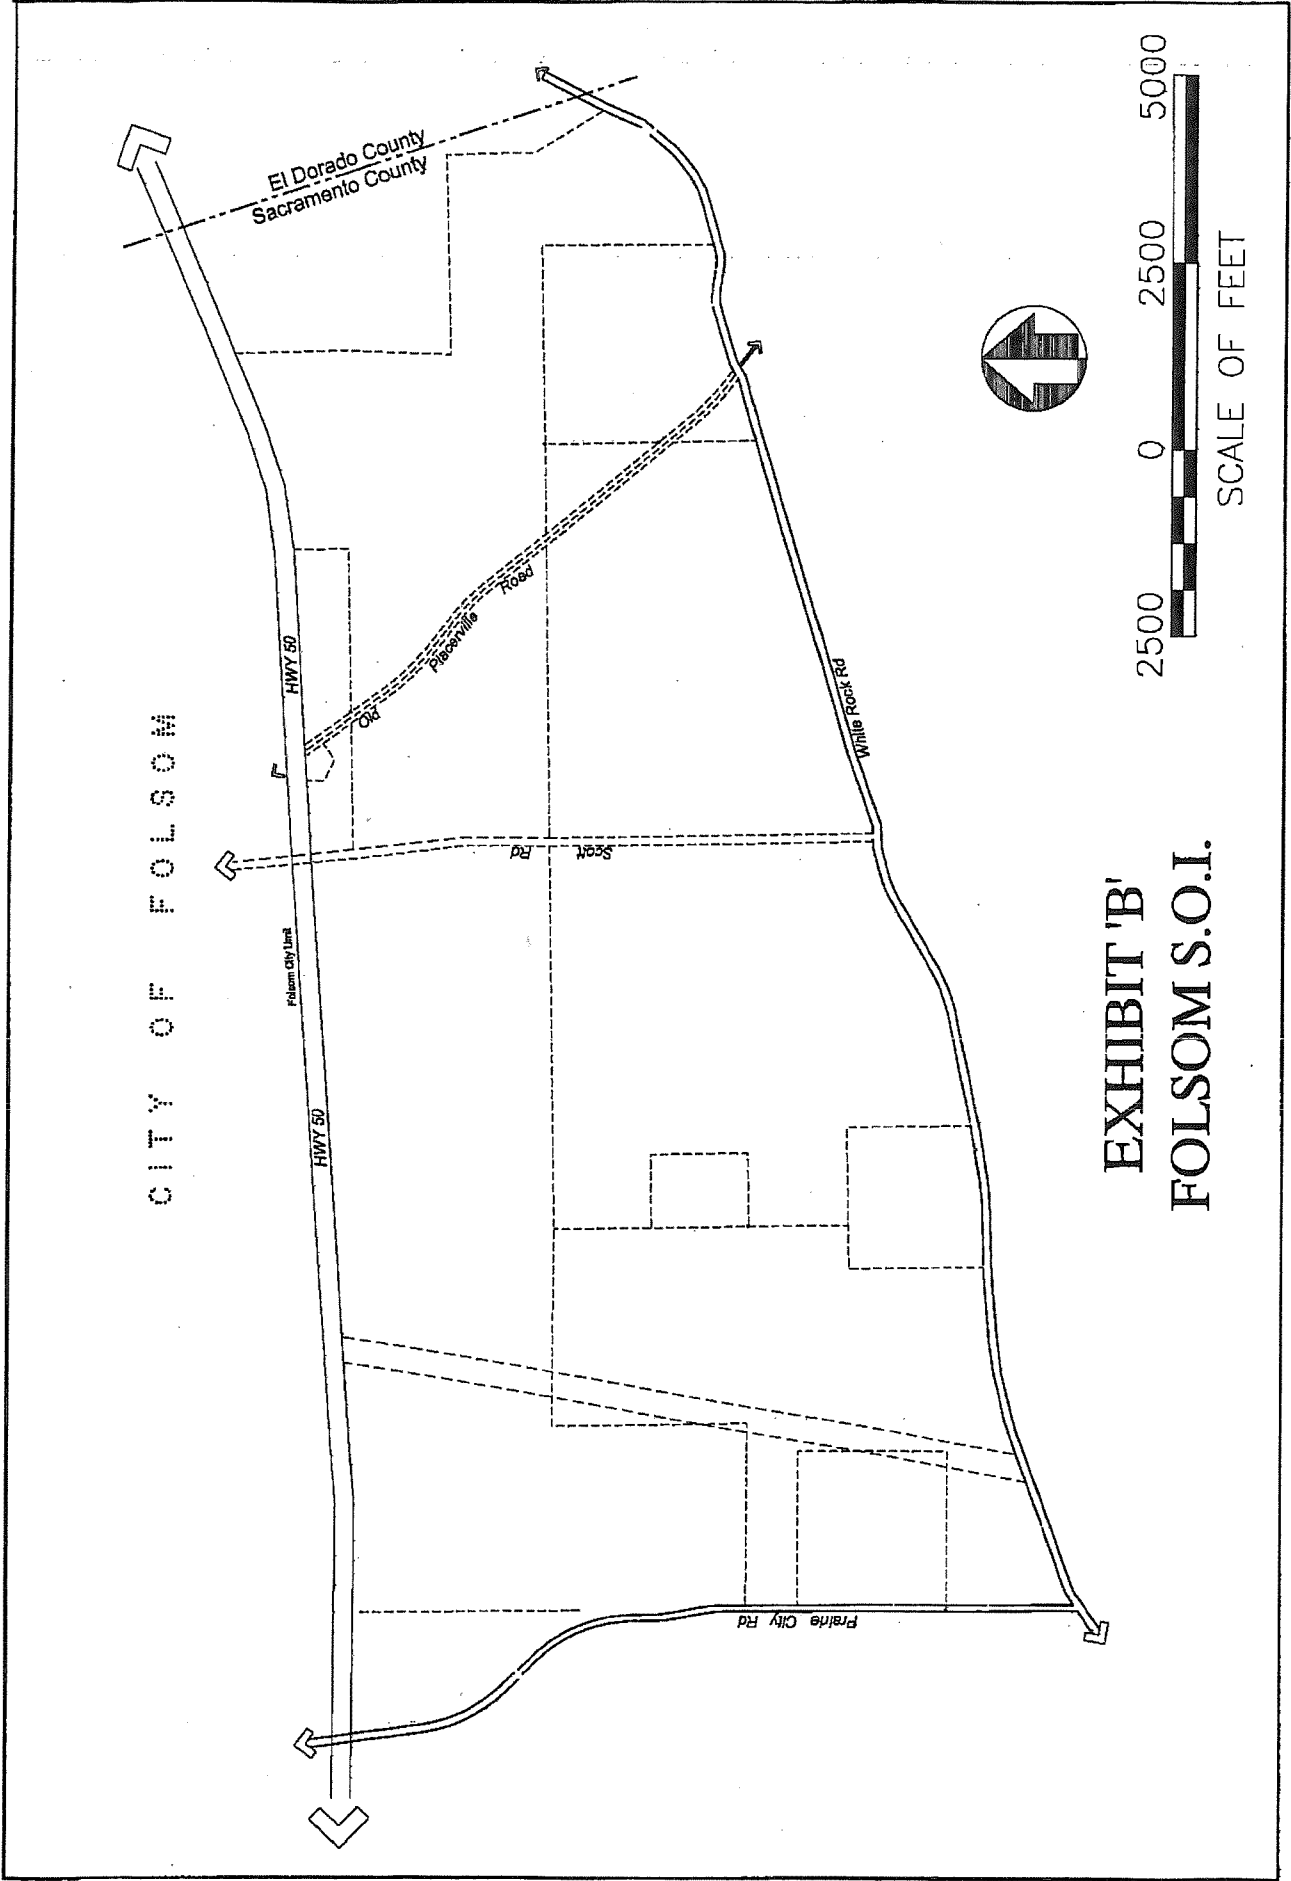 CITY OF FOLSOM
El Dorado County
Sacramento County
HWY 50
Folsom City Limit
HWY 50
Old Placerville Road
Scott Rd
White Rock Rd
Prairie City Rd
EXHIBIT 'B'
FOLSOM S.O.I.
2500 0 2500 5000
SCALE OF FEET